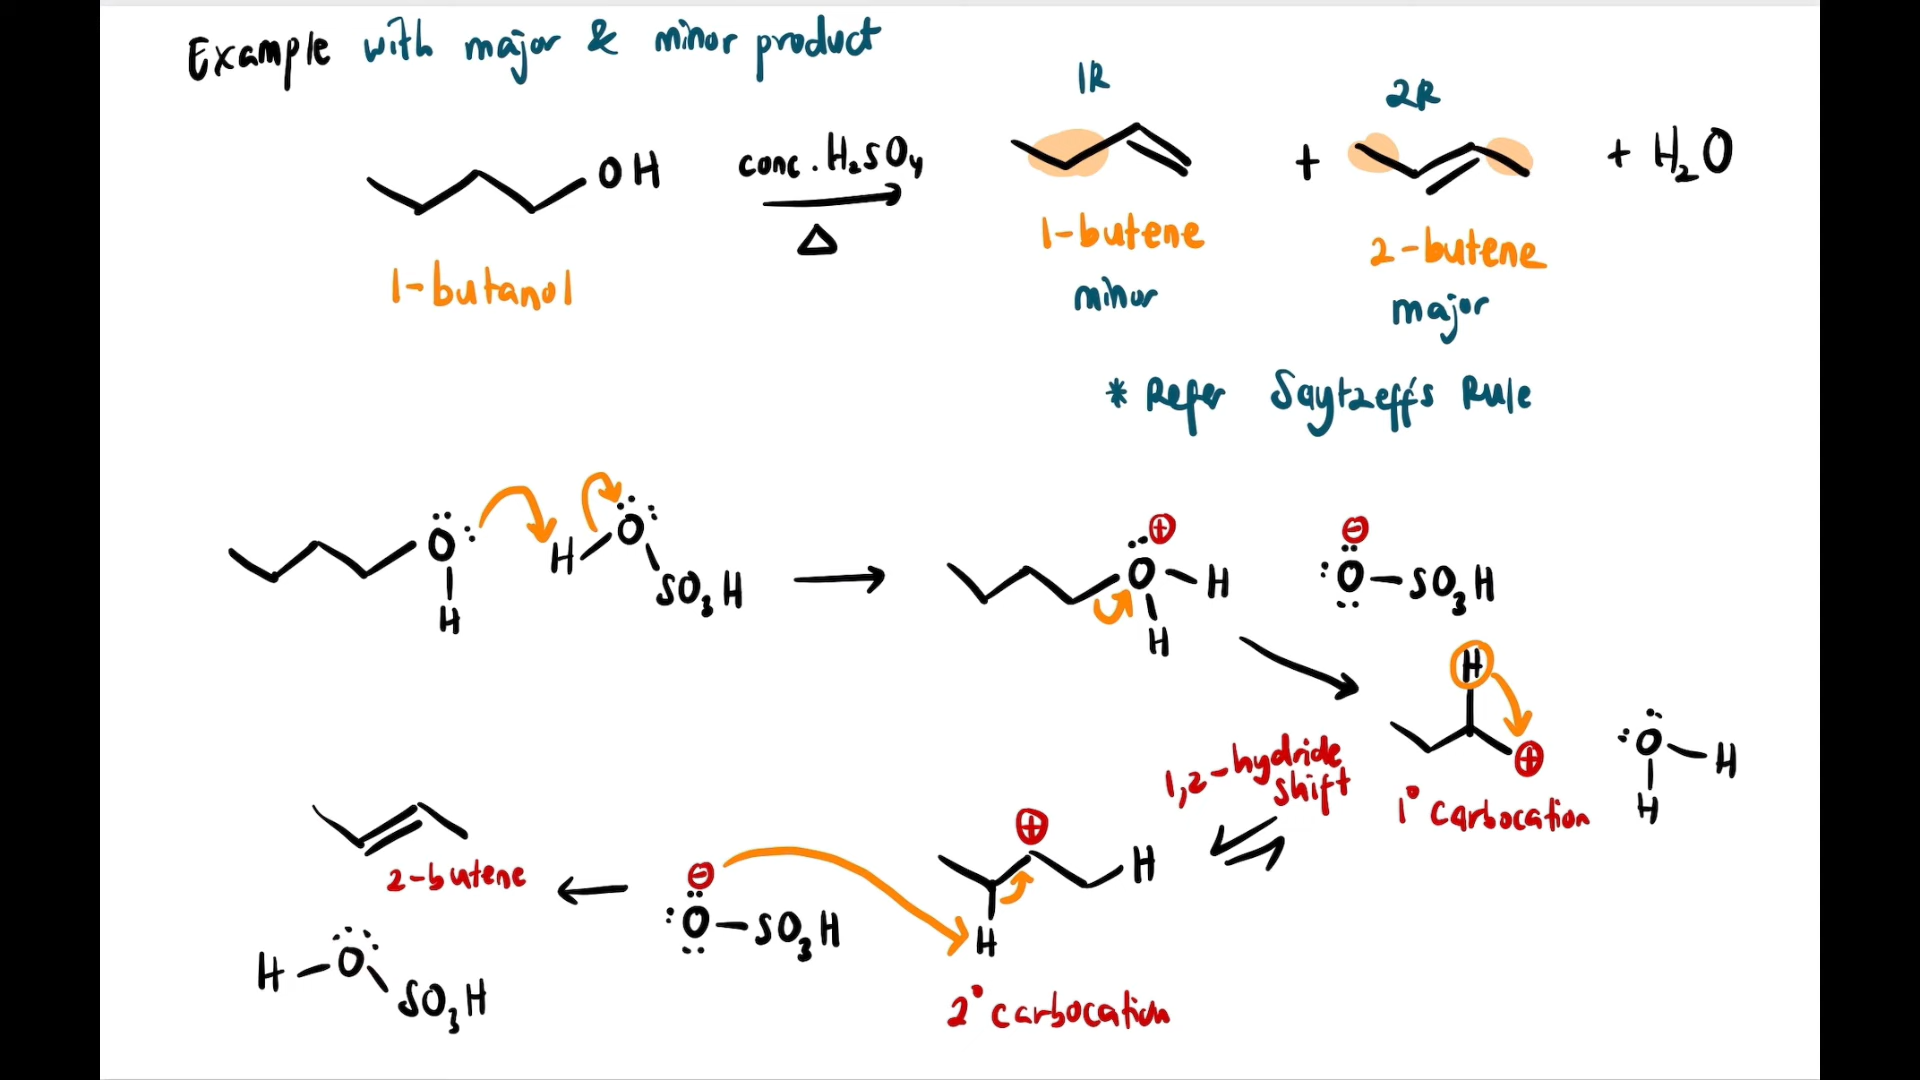 Example with major & minor product
1R
2R
OH
conc. H₂SO₄
Δ
+
+ H₂O
1-butanol
1-butene
minor
2-butene
major
* Refer Saytzeff's Rule
O
H
H
O
SO₃H
⊕
O
H
H
⊖
O
SO₃H
H
⊕
1° carbocation
O
H
H
1,2-hydride
shift
⊕
H
H
2° carbocation
⊖
O
SO₃H
2-butene
H
O
SO₃H